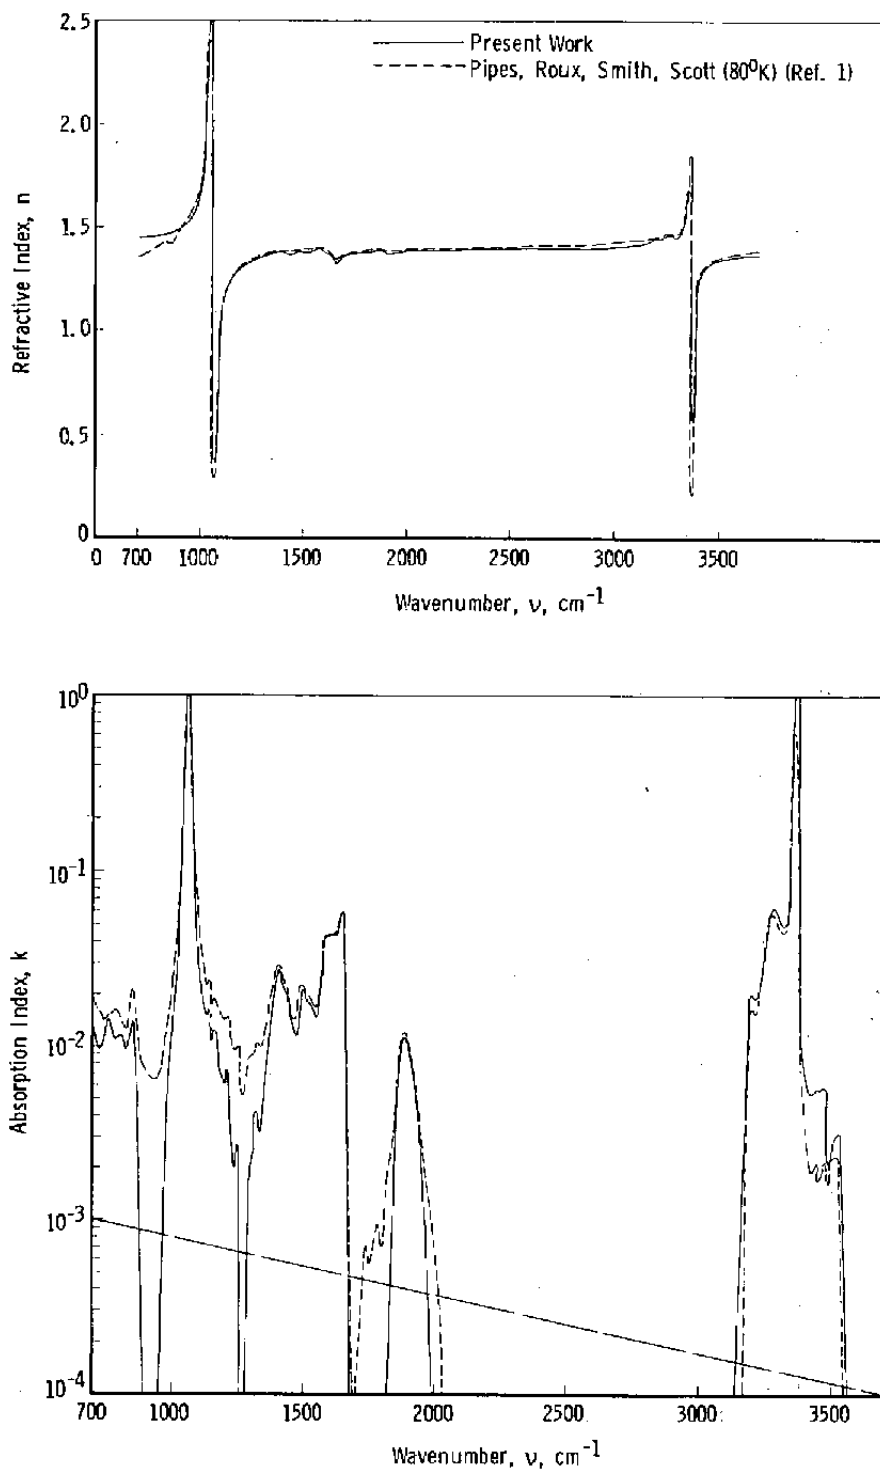 2.5
Present Work
Pipes, Roux, Smith, Scott (80⁰K) (Ref. 1)
2.0
1.5
Refractive Index, n
1.0
0.5
0
0 700 1000 1500 2000 2500 3000 3500
Wavenumber, ν, cm⁻¹
10⁰
10⁻¹
Absorption Index, k
10⁻²
10⁻³
10⁻⁴
700 1000 1500 2000 2500 3000 3500
Wavenumber, ν, cm⁻¹